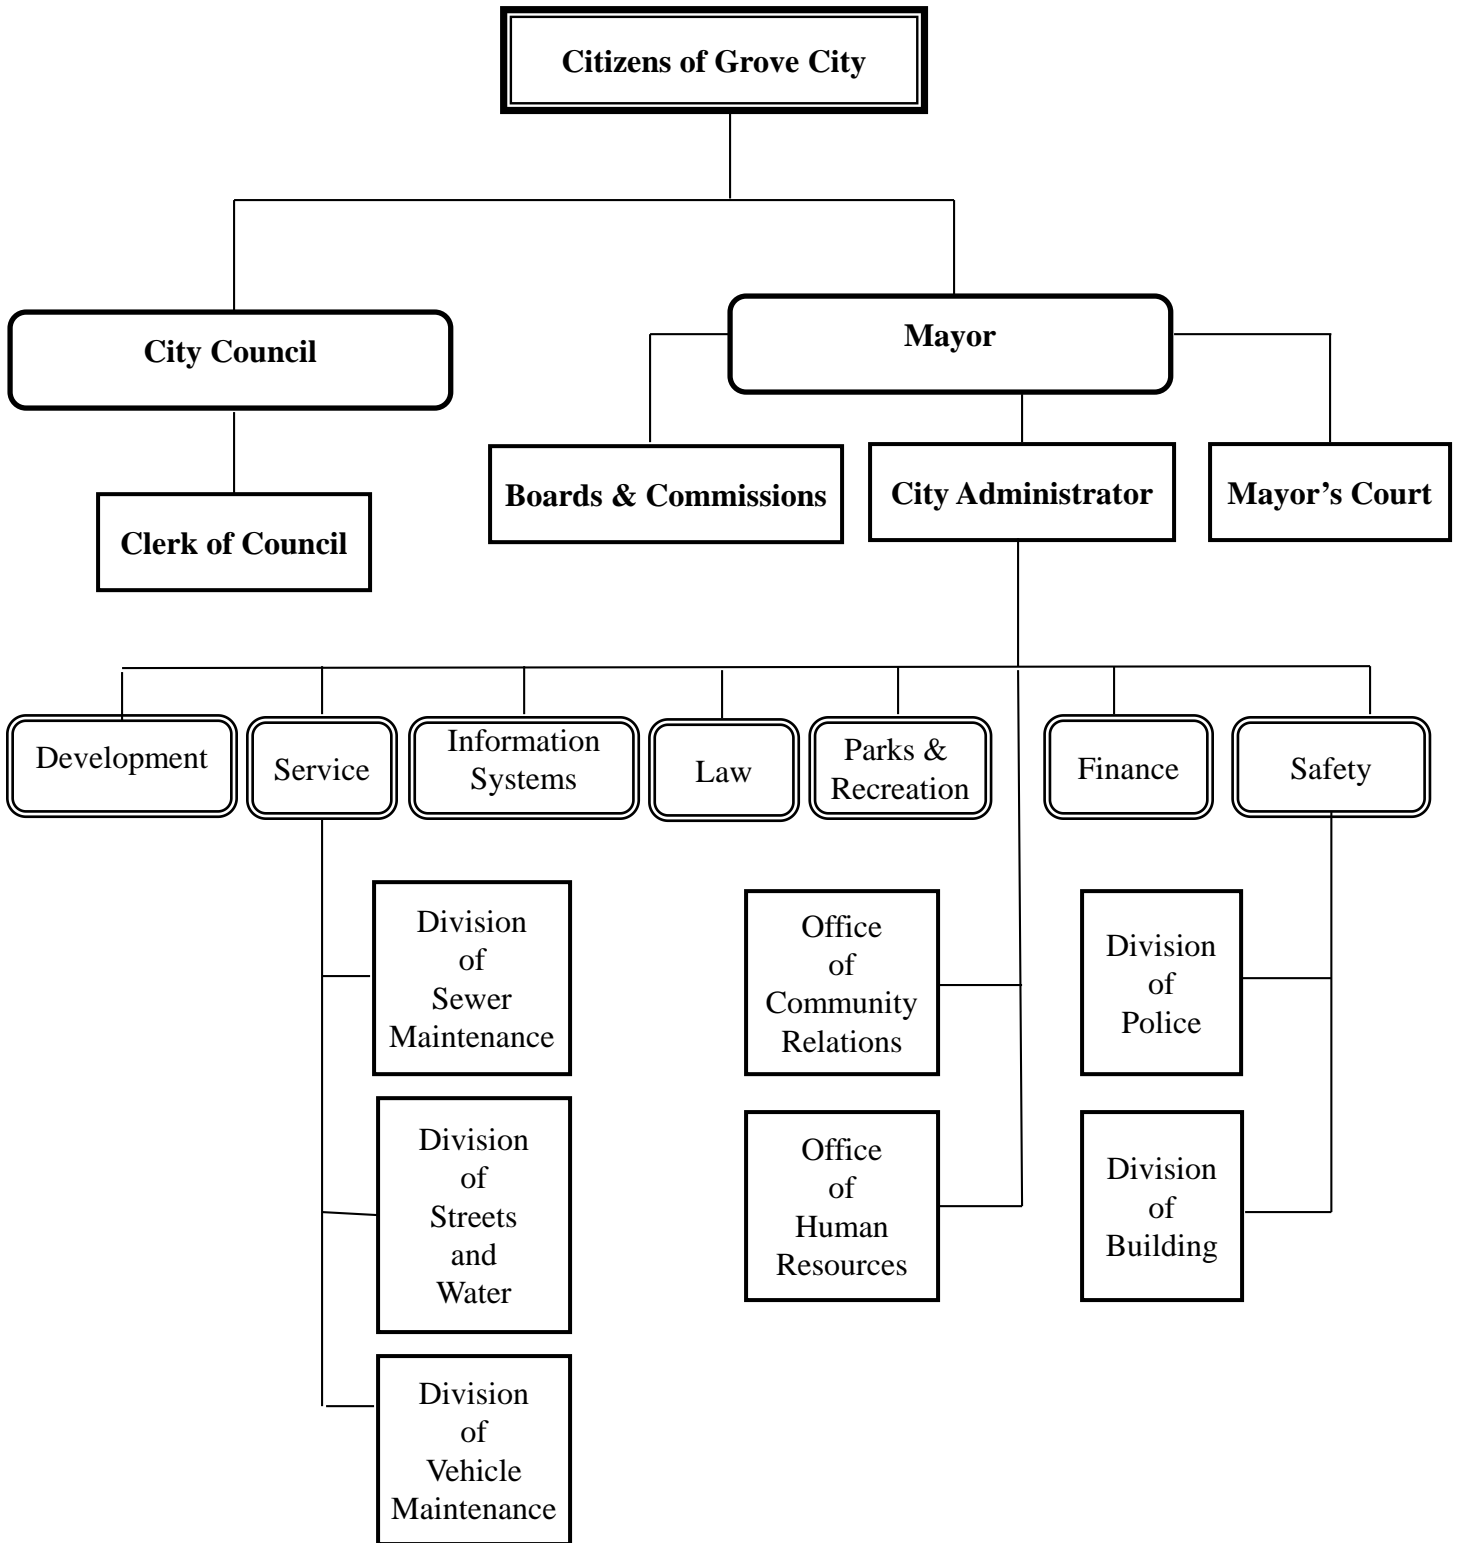 Citizens of Grove City
City Council
Mayor
Clerk of Council
Boards & Commissions
City Administrator
Mayor’s Court
Development
Service
Information
Systems
Law
Parks &
Recreation
Finance
Safety
Division
of
Sewer
Maintenance
Division
of
Streets
and
Water
Division
of
Vehicle
Maintenance
Office
of
Community
Relations
Office
of
Human
Resources
Division
of
Police
Division
of
Building